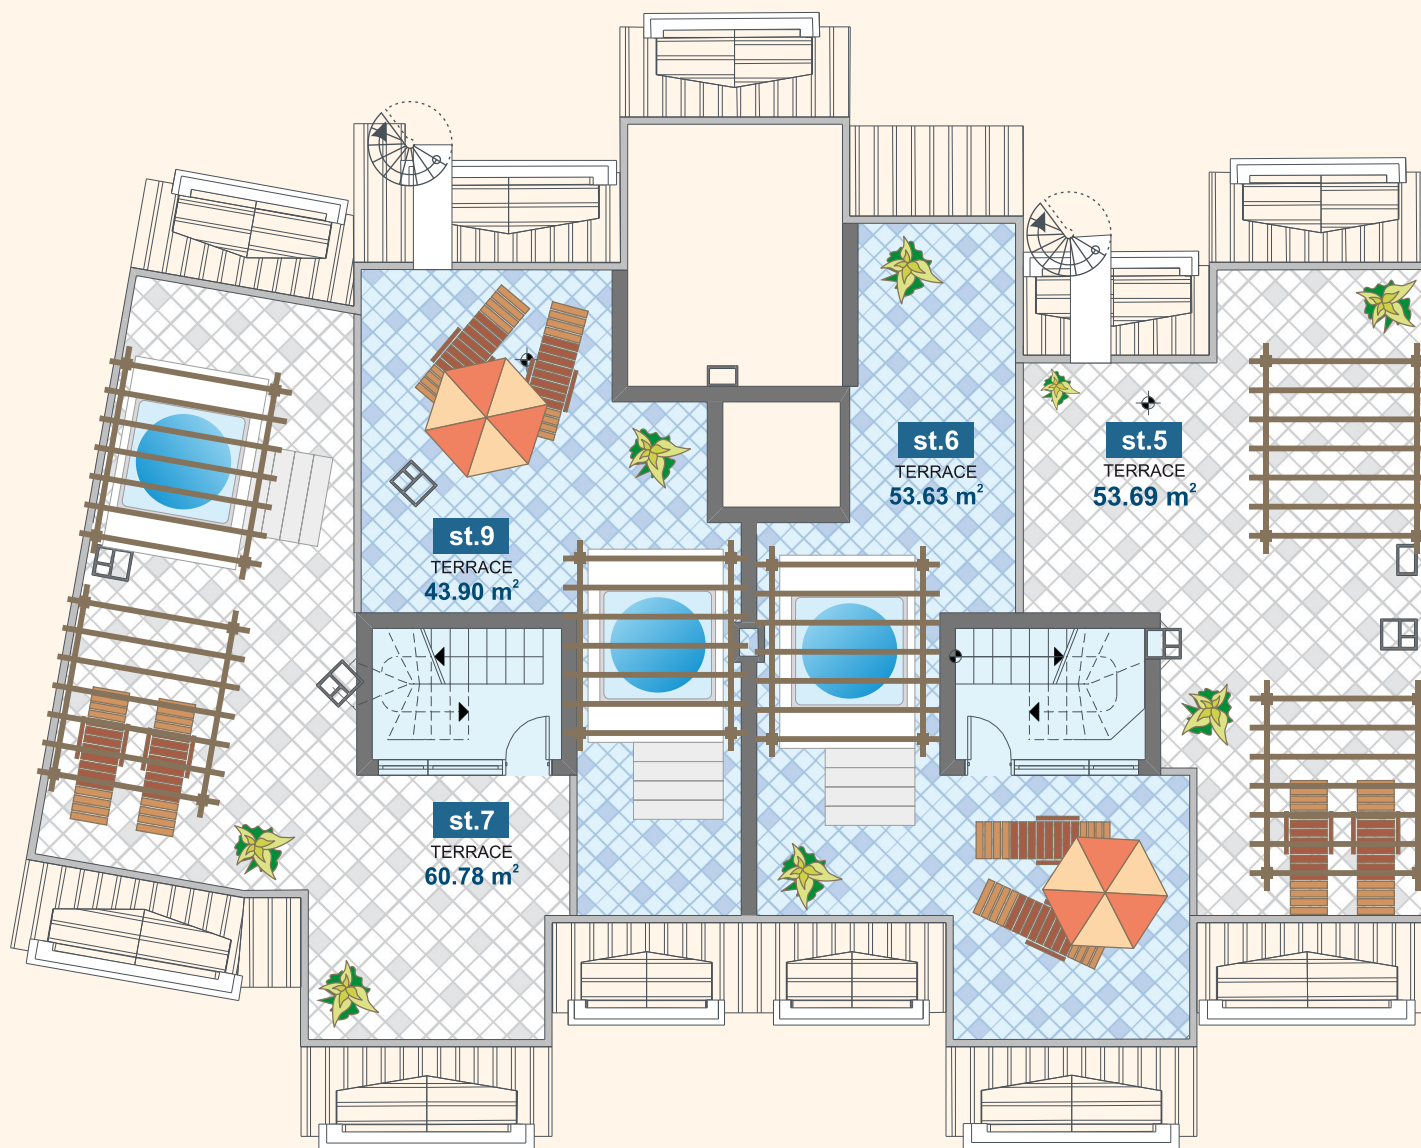 st.6
TERRACE
53.63 m²
st.5
TERRACE
53.69 m²
st.9
TERRACE
43.90 m²
st.7
TERRACE
60.78 m²